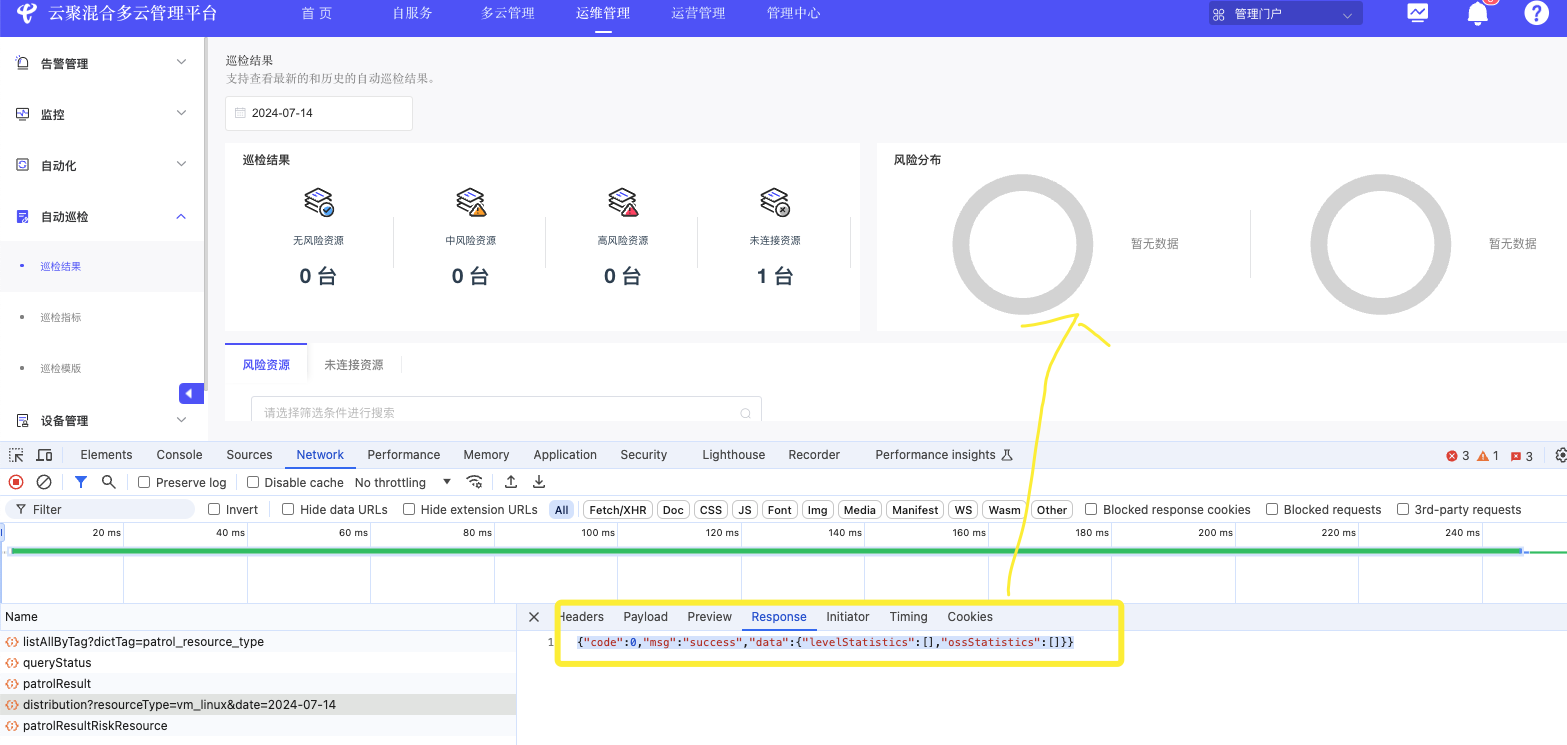 云聚混合多云管理平台 首 页 自服务 多云管理 运维管理 运营管理 管理中心 管理门户
告警管理
监控
自动化
自动巡检
巡检结果
巡检指标
巡检模版
设备管理
巡检结果
支持查看最新的和历史的自动巡检结果。
2024-07-14
巡检结果
无风险资源 中风险资源 高风险资源 未连接资源
0 台 0 台 0 台 1 台
风险分布
暂无数据 暂无数据
风险资源 未连接资源
请选择筛选条件进行搜索
Elements Console Sources Network Performance Memory Application Security Lighthouse Recorder Performance insights 3 1 3
Preserve log Disable cache No throttling
Filter Invert Hide data URLs Hide extension URLs All Fetch/XHR Doc CSS JS Font Img Media Manifest WS Wasm Other Blocked response cookies Blocked requests 3rd-party requests
20 ms 40 ms 60 ms 80 ms 100 ms 120 ms 140 ms 160 ms 180 ms 200 ms 220 ms 240 ms
Name
listAllByTag?dictTag=patrol_resource_type
queryStatus
patrolResult
distribution?resourceType=vm_linux&date=2024-07-14
patrolResultRiskResource
Headers Payload Preview Response Initiator Timing Cookies
1 {"code":0,"msg":"success","data":{"levelStatistics":[],"ossStatistics":[]}}